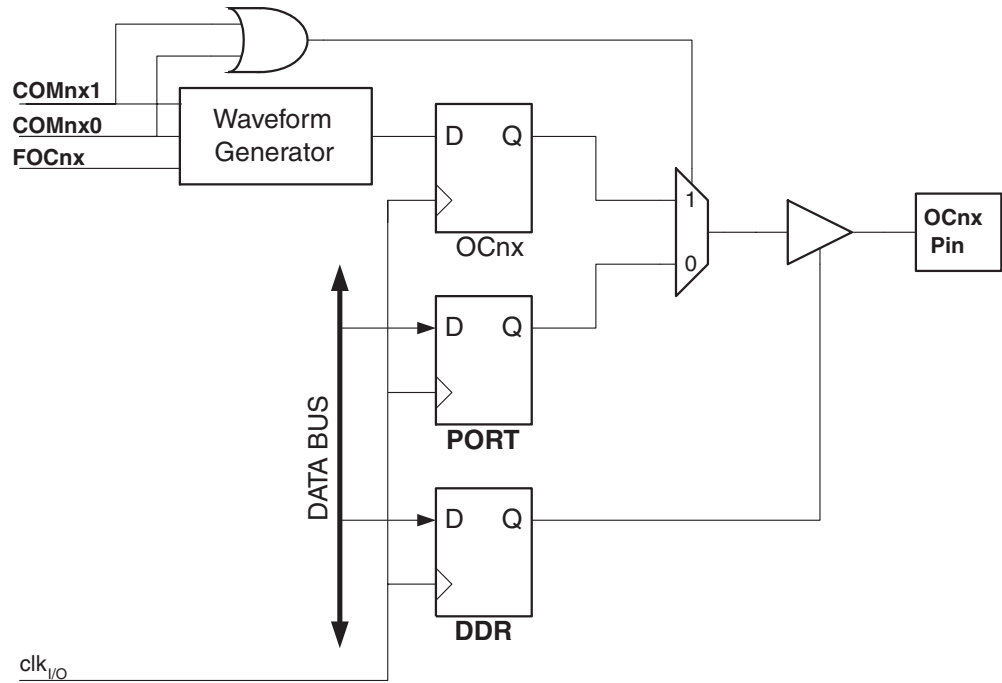 COMnx1
COMnx0
FOCnx
Waveform
Generator
D Q
OCnx
1
0
OCnx
Pin
D Q
PORT
DATA BUS
D Q
DDR
clkI/O